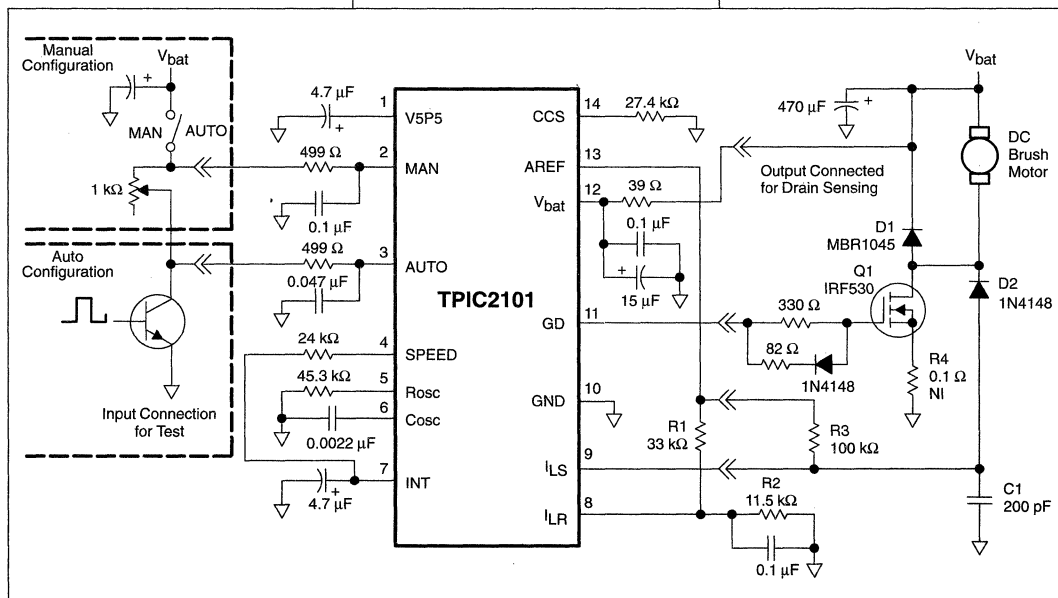 Manual
Configuration
Vbat
+
MAN
AUTO
1 kΩ
Auto
Configuration
Input Connection
for Test
4.7 μF
+
1
V5P5
499 Ω
2
MAN
0.1 μF
499 Ω
3
AUTO
0.047 μF
24 kΩ
4
SPEED
45.3 kΩ
5
Rosc
6
Cosc
0.0022 μF
7
INT
+
4.7 μF
TPIC2101
14
CCS
27.4 kΩ
13
AREF
12
Vbat
39 Ω
0.1 μF
+
15 μF
11
GD
330 Ω
82 Ω
1N4148
10
GND
R1
33 kΩ
R3
100 kΩ
9
ILS
8
ILR
R2
11.5 kΩ
0.1 μF
Vbat
470 μF
+
DC
Brush
Motor
Output Connected
for Drain Sensing
D1
MBR1045
Q1
IRF530
D2
1N4148
R4
0.1 Ω
NI
C1
200 pF